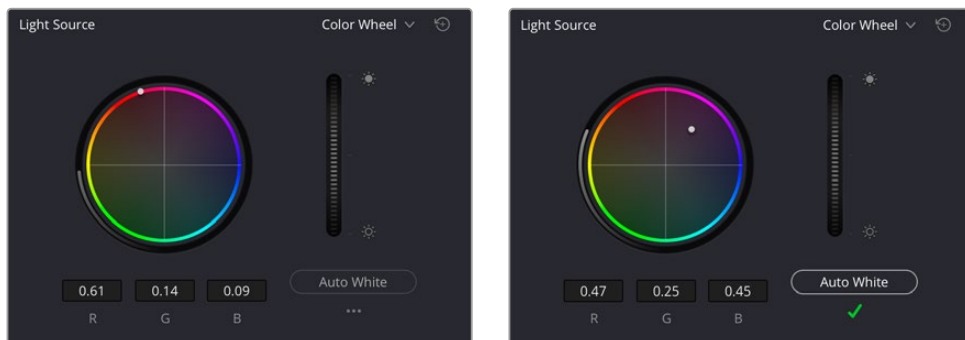 Light Source Color Wheel
0.61 0.14 0.09 Auto White
R G B •••
Light Source Color Wheel
0.47 0.25 0.45 Auto White
R G B